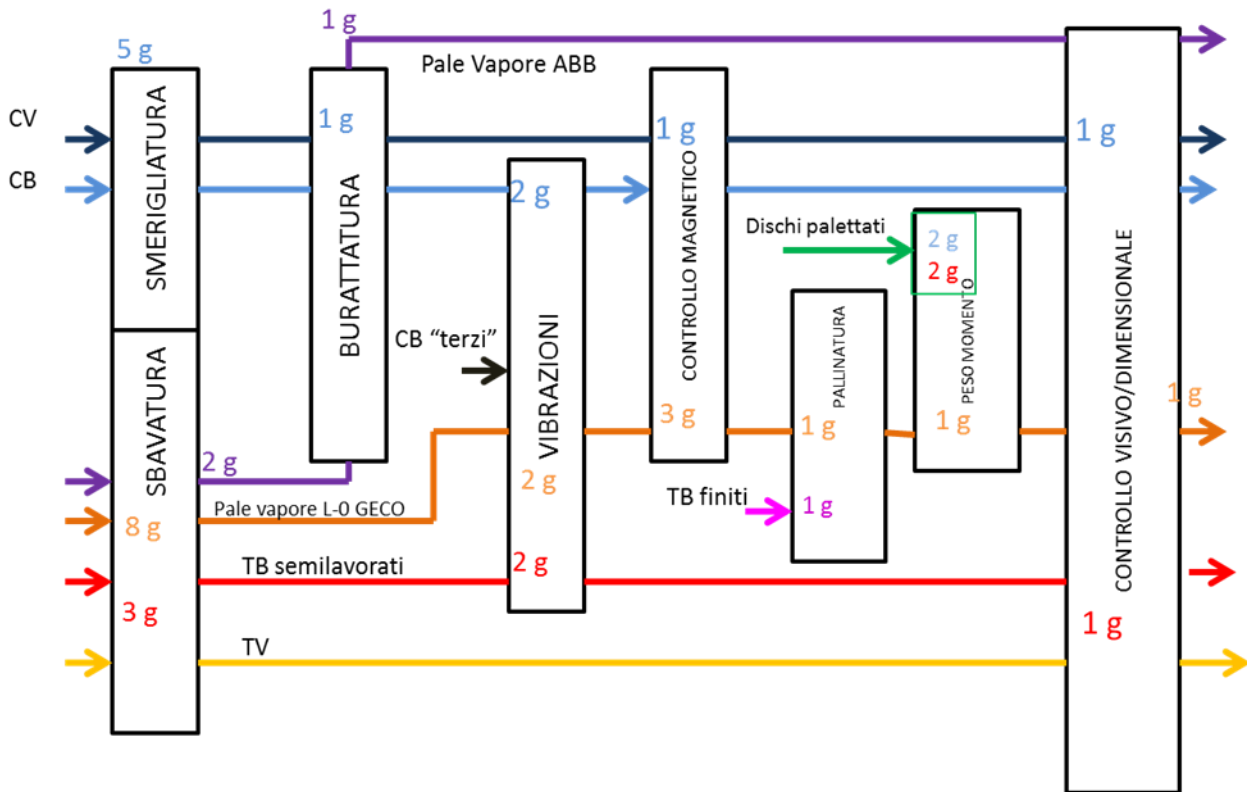 1 g
5 g
Pale Vapore ABB
CV
CB
SMERIGLIATURA
SBAVATURA
2 g
8 g
3 g
Pale vapore L-0 GECO
TB semilavorati
TV
1 g
BURATTATURA
CB “terzi”
2 g
VIBRAZIONI
2 g
2 g
1 g
CONTROLLO MAGNETICO
3 g
TB finiti
PALLINATURA
1 g
1 g
Dischi palettati
2 g
2 g
PESO MOMENTO
1 g
1 g
CONTROLLO VISIVO/DIMENSIONALE
1 g
1 g